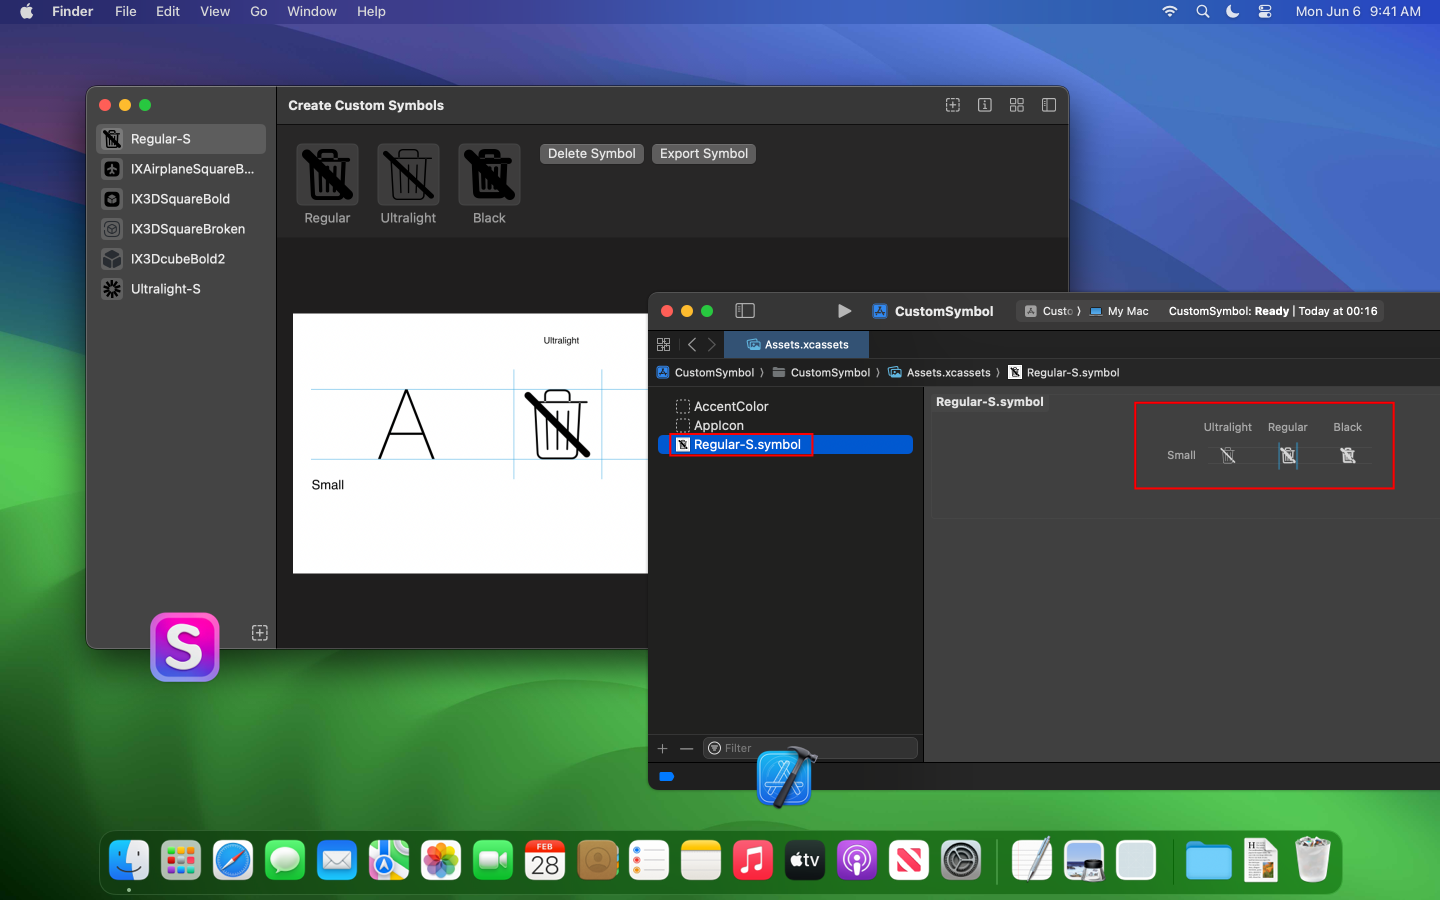 Finder File Edit View Go Window Help Mon Jun 6 9:41 AM
Create Custom Symbols
Regular-S
IXAirplaneSquareB...
IX3DSquareBold
IX3DSquareBroken
IX3DcubeBold2
Ultralight-S
Regular Ultralight Black
Delete Symbol Export Symbol
Ultralight
A
Small
S
CustomSymbol Custo 〉 My Mac CustomSymbol: Ready | Today at 00:16
Assets.xcassets
CustomSymbol 〉 CustomSymbol 〉 Assets.xcassets 〉 Regular-S.symbol
AccentColor
AppIcon
Regular-S.symbol
Regular-S.symbol
Ultralight Regular Black
Small
Filter
FEB
28
tv